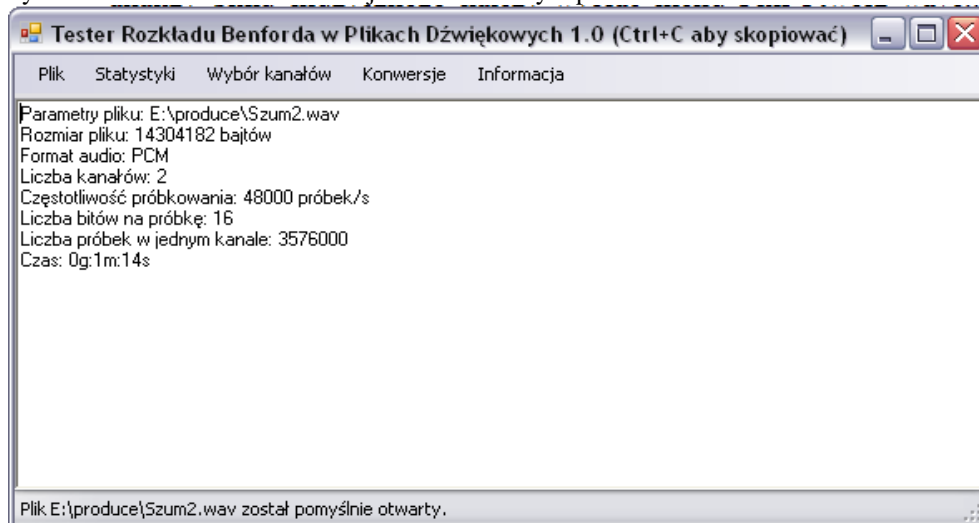 Tester Rozkładu Benforda w Plikach Dźwiękowych 1.0 (Ctrl+C aby skopiować)
Plik Statystyki Wybór kanałów Konwersje Informacja
Parametry pliku: E:\produce\Szum2.wav
Rozmiar pliku: 14304182 bajtów
Format audio: PCM
Liczba kanałów: 2
Częstotliwość próbkowania: 48000 próbek/s
Liczba bitów na próbkę: 16
Liczba próbek w jednym kanale: 3576000
Czas: 0g:1m:14s
Plik E:\produce\Szum2.wav został pomyślnie otwarty.